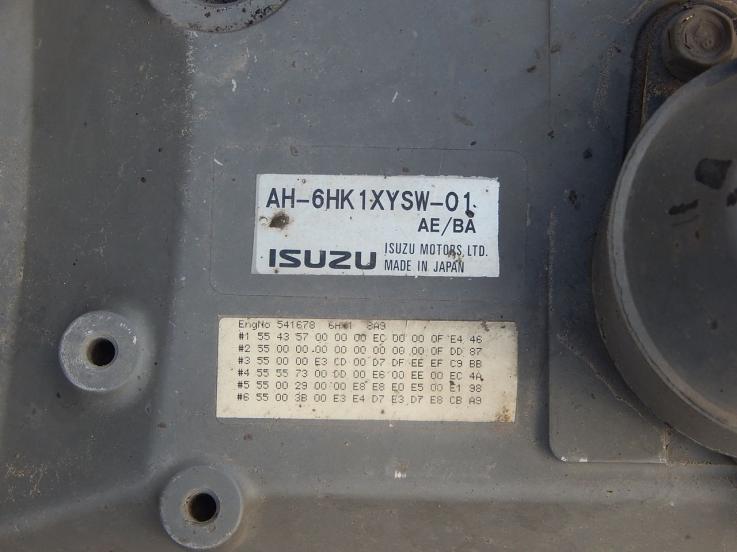 AH-6HK1XYSW-01
AE/BA
ISUZU ISUZU MOTORS, LTD.
MADE IN JAPAN
EngNo 541678 6HK1 8A9
#1 55 43 57 00 00 00 EC 00 00 0F E4 46
#2 55 00 00 00 00 00 00 00 00 0F DD 87
#3 55 00 00 E3 CD 00 D7 DF EE EF C9 BB
#4 55 55 73 00 DD 00 E6 00 EE 00 EC 4A
#5 55 00 29 00 00 E8 E8 E0 E5 00 E1 98
#6 55 00 3B 00 E3 E4 D7 E3 D7 E8 CB A9